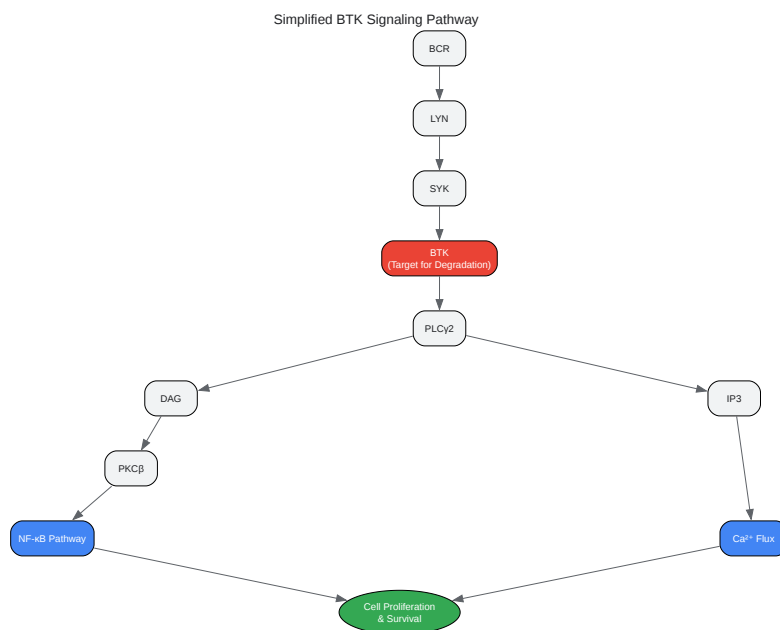 Simplified BTK Signaling Pathway
BCR
LYN
SYK
BTK
(Target for Degradation)
PLCγ2
DAG
IP3
PKCβ
NF-κB Pathway
Ca²⁺ Flux
Cell Proliferation
& Survival